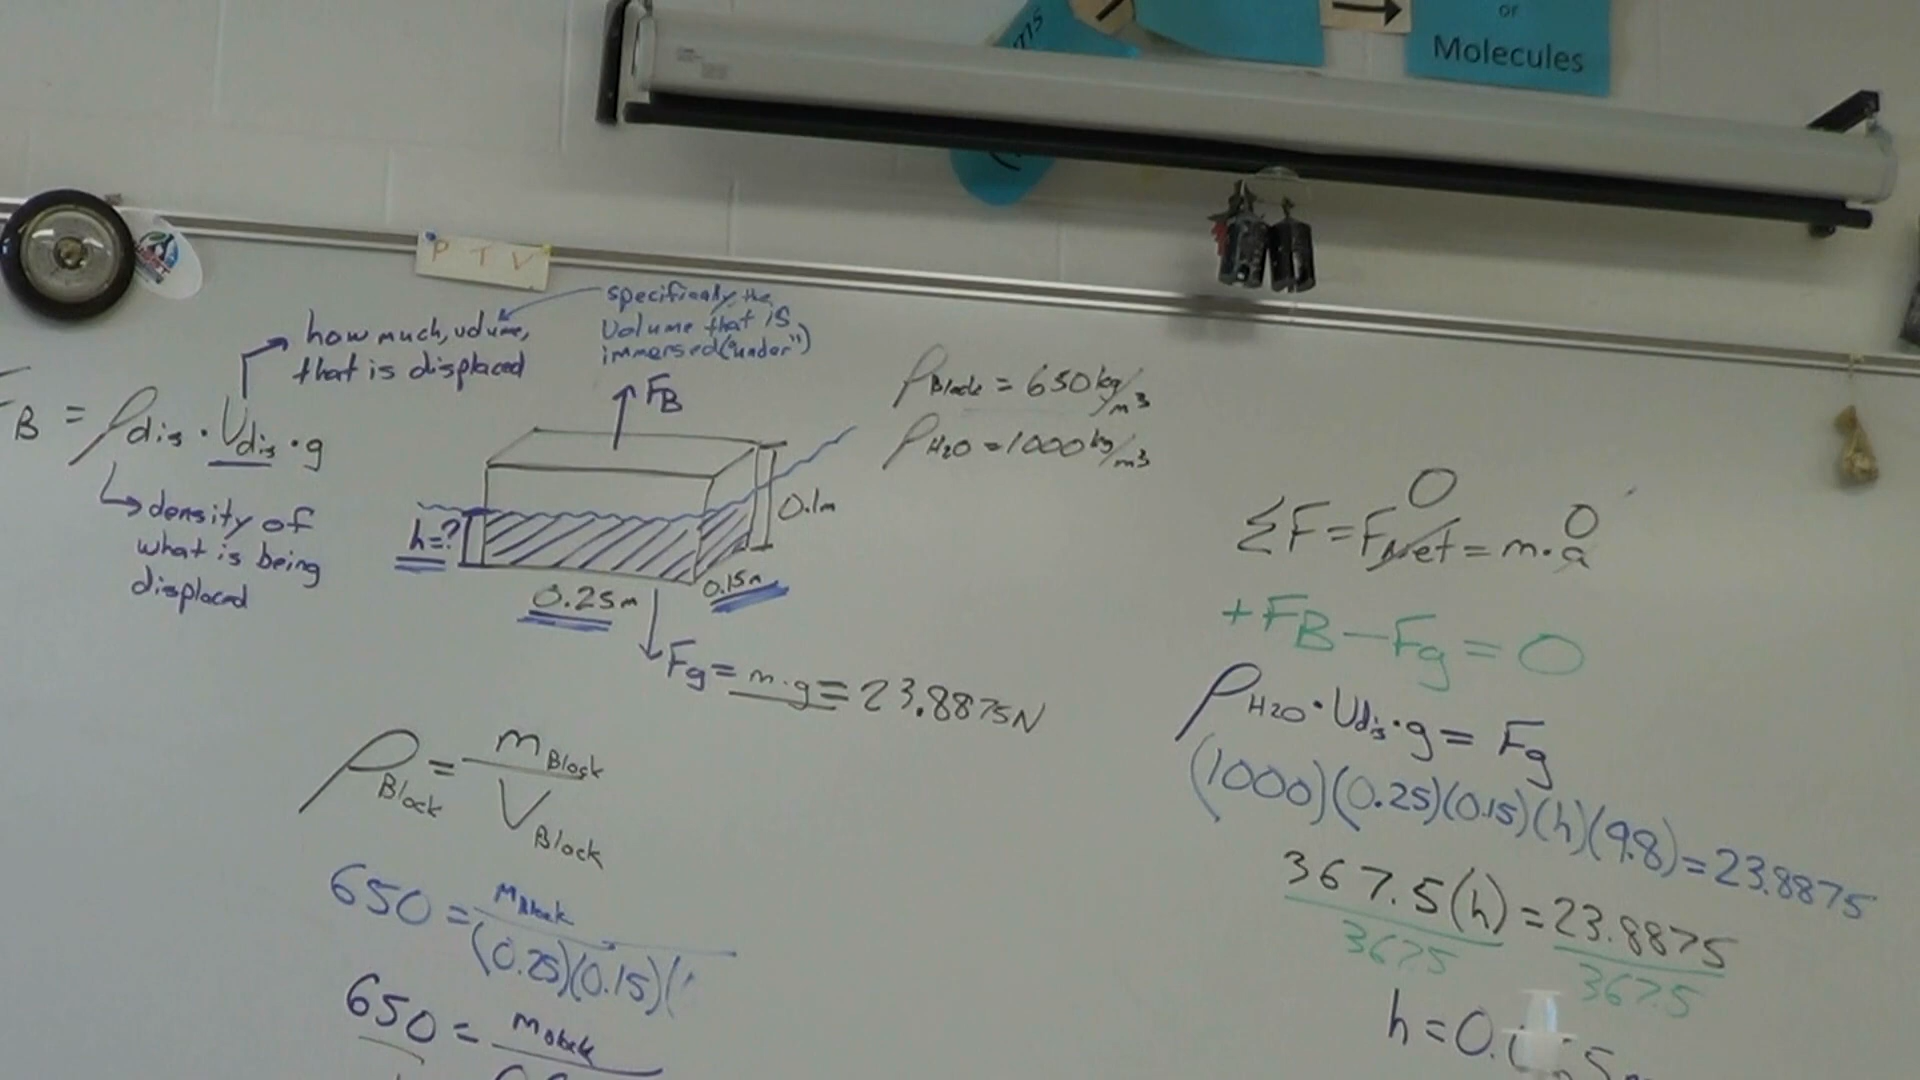 or
Molecules
P T V
specifically the
Volume that is
immersed ("under")
how much, volume,
that is displaced
B = ρdis · Vdis · g
density of
what is being
displaced
FB
h=?
0.1m
0.25m
0.15m
Fg = m·g = 23.8875N
ρBlock = 650 kg/m³
ρH2O = 1000 kg/m³
ρBlock = mBlock / VBlock
650 = mBlock / (0.25)(0.15)(
650 = mBlock
ΣF = FNet = m·a
0 0
+FB − Fg = 0
ρH2O · Vdis · g = Fg
(1000)(0.25)(0.15)(h)(9.8) = 23.8875
367.5(h) = 23.8875
367.5 367.5
h = 0.